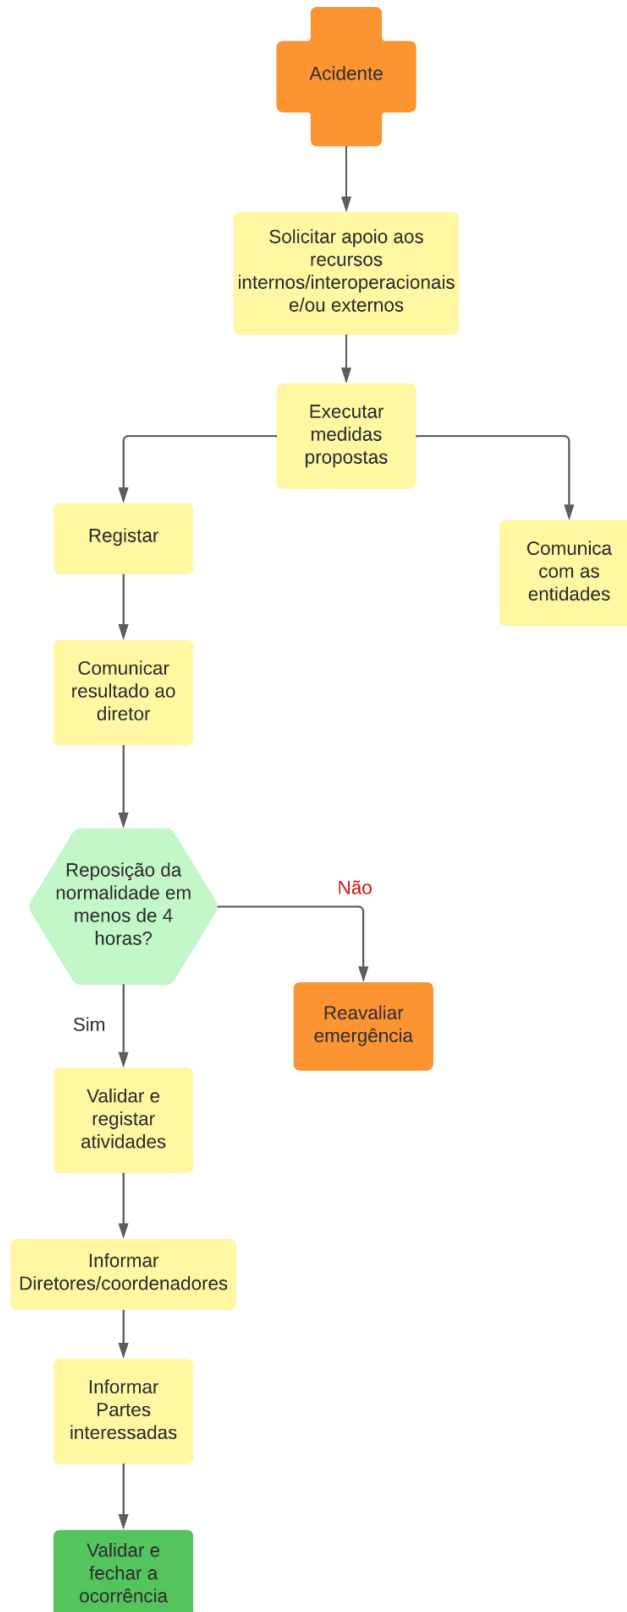 Acidente
Solicitar apoio aos
recursos
internos/interoperacionais
e/ou externos
Executar
medidas
propostas
Registar
Comunica
com as
entidades
Comunicar
resultado ao
diretor
Reposição da
normalidade em
menos de 4
horas?
Não
Reavaliar
emergência
Sim
Validar e
registar
atividades
Informar
Diretores/coordenadores
Informar
Partes
interessadas
Validar e
fechar a
ocorrência